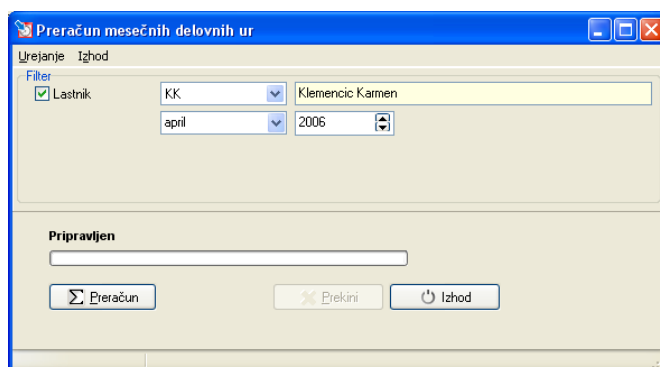 Preračun mesečnih delovnih ur
Urejanje Izhod
Filter
Lastnik KK Klemencic Karmen
april 2006
Pripravljen
Preračun Prekini Izhod